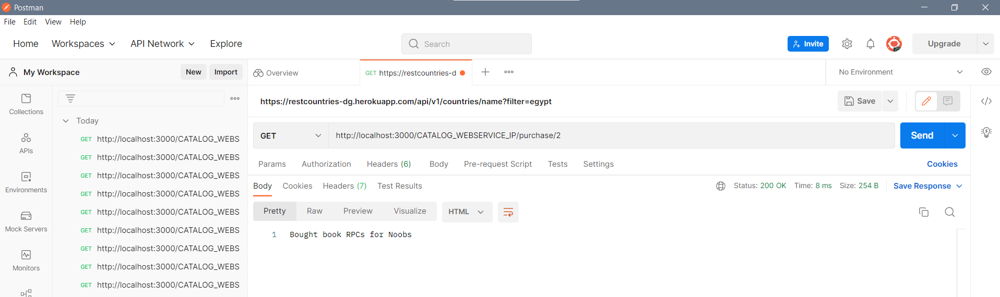 Postman
File Edit View Help
Home Workspaces API Network Explore
Search
Invite
Upgrade
My Workspace New Import
Overview
GET https://restcountries-d
No Environment
Collections
APIs
Environments
Mock Servers
Monitors
Today
GET http://localhost:3000/CATALOG_WEBS
GET http://localhost:3000/CATALOG_WEBS
GET http://localhost:3000/CATALOG_WEBS
GET http://localhost:3000/CATALOG_WEBS
GET http://localhost:3000/CATALOG_WEBS
GET http://localhost:3000/CATALOG_WEBS
GET http://localhost:3000/CATALOG_WEBS
GET http://localhost:3000/CATALOG_WEBS
GET http://localhost:3000/CATALOG_WEBS
https://restcountries-dg.herokuapp.com/api/v1/countries/name?filter=egypt
Save
GET http://localhost:3000/CATALOG_WEBSERVICE_IP/purchase/2
Send
Params Authorization Headers (6) Body Pre-request Script Tests Settings Cookies
Body Cookies Headers (7) Test Results Status: 200 OK Time: 8 ms Size: 254 B Save Response
Pretty Raw Preview Visualize HTML
1 Bought book RPCs for Noobs